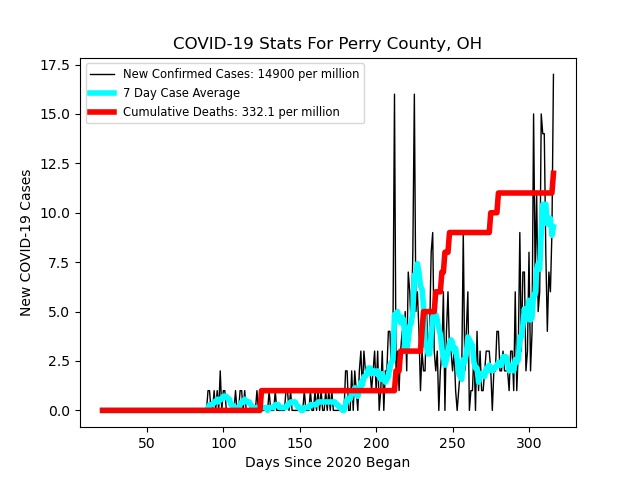 COVID-19 Stats For Perry County, OH
New Confirmed Cases: 14900 per million
7 Day Case Average
Cumulative Deaths: 332.1 per million
New COVID-19 Cases
17.5
15.0
12.5
10.0
7.5
5.0
2.5
0.0
50 100 150 200 250 300
Days Since 2020 Began